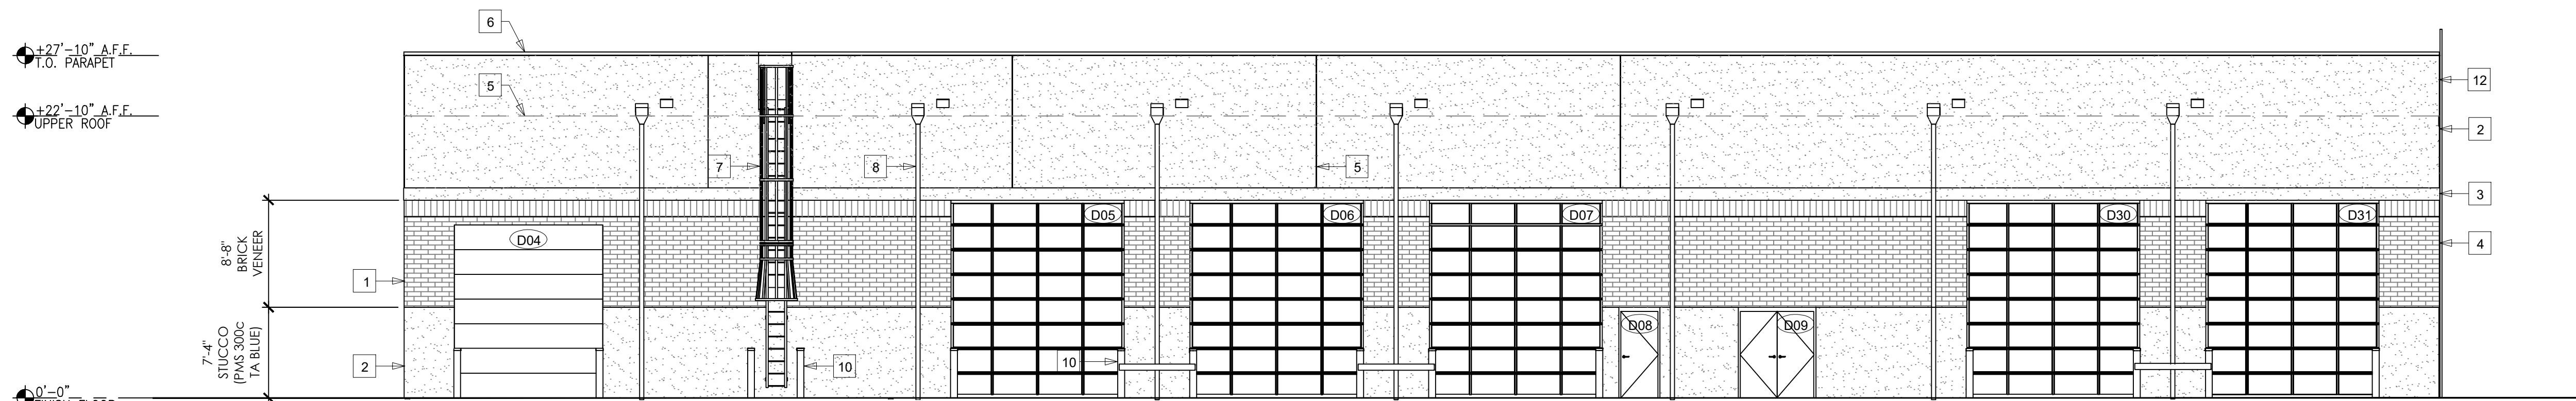 6
+27'-10" A.F.F.
T.O. PARAPET
5
12
+22'-10" A.F.F.
UPPER ROOF
2
7
8
5
3
D05
D06
D07
D30
D31
D04
8'-8"
BRICK
VENEER
4
1
D08
D09
7'-4"
STUCCO
(PMS 300c
TA BLUE)
2
10
10
0'-0"